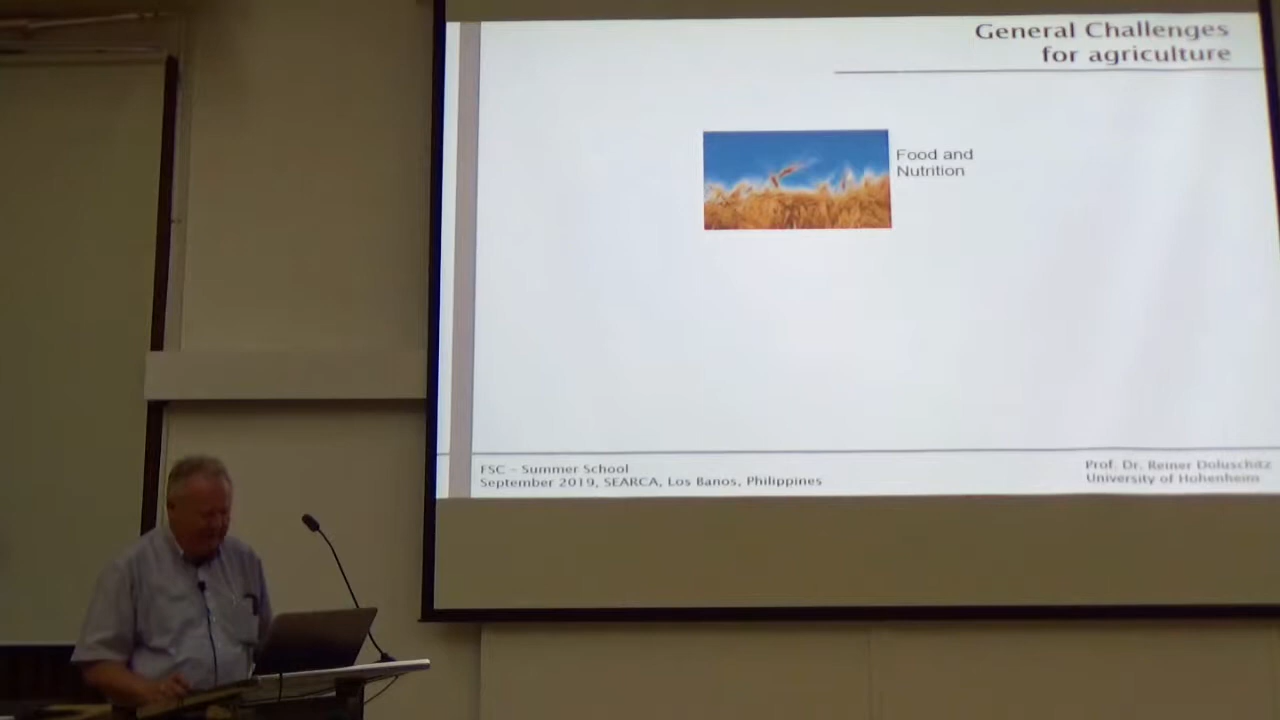 General Challenges
for agriculture
Food and
Nutrition
FSC – Summer School
September 2019, SEARCA, Los Banos, Philippines
Prof. Dr. Reiner Doluschitz
University of Hohenheim